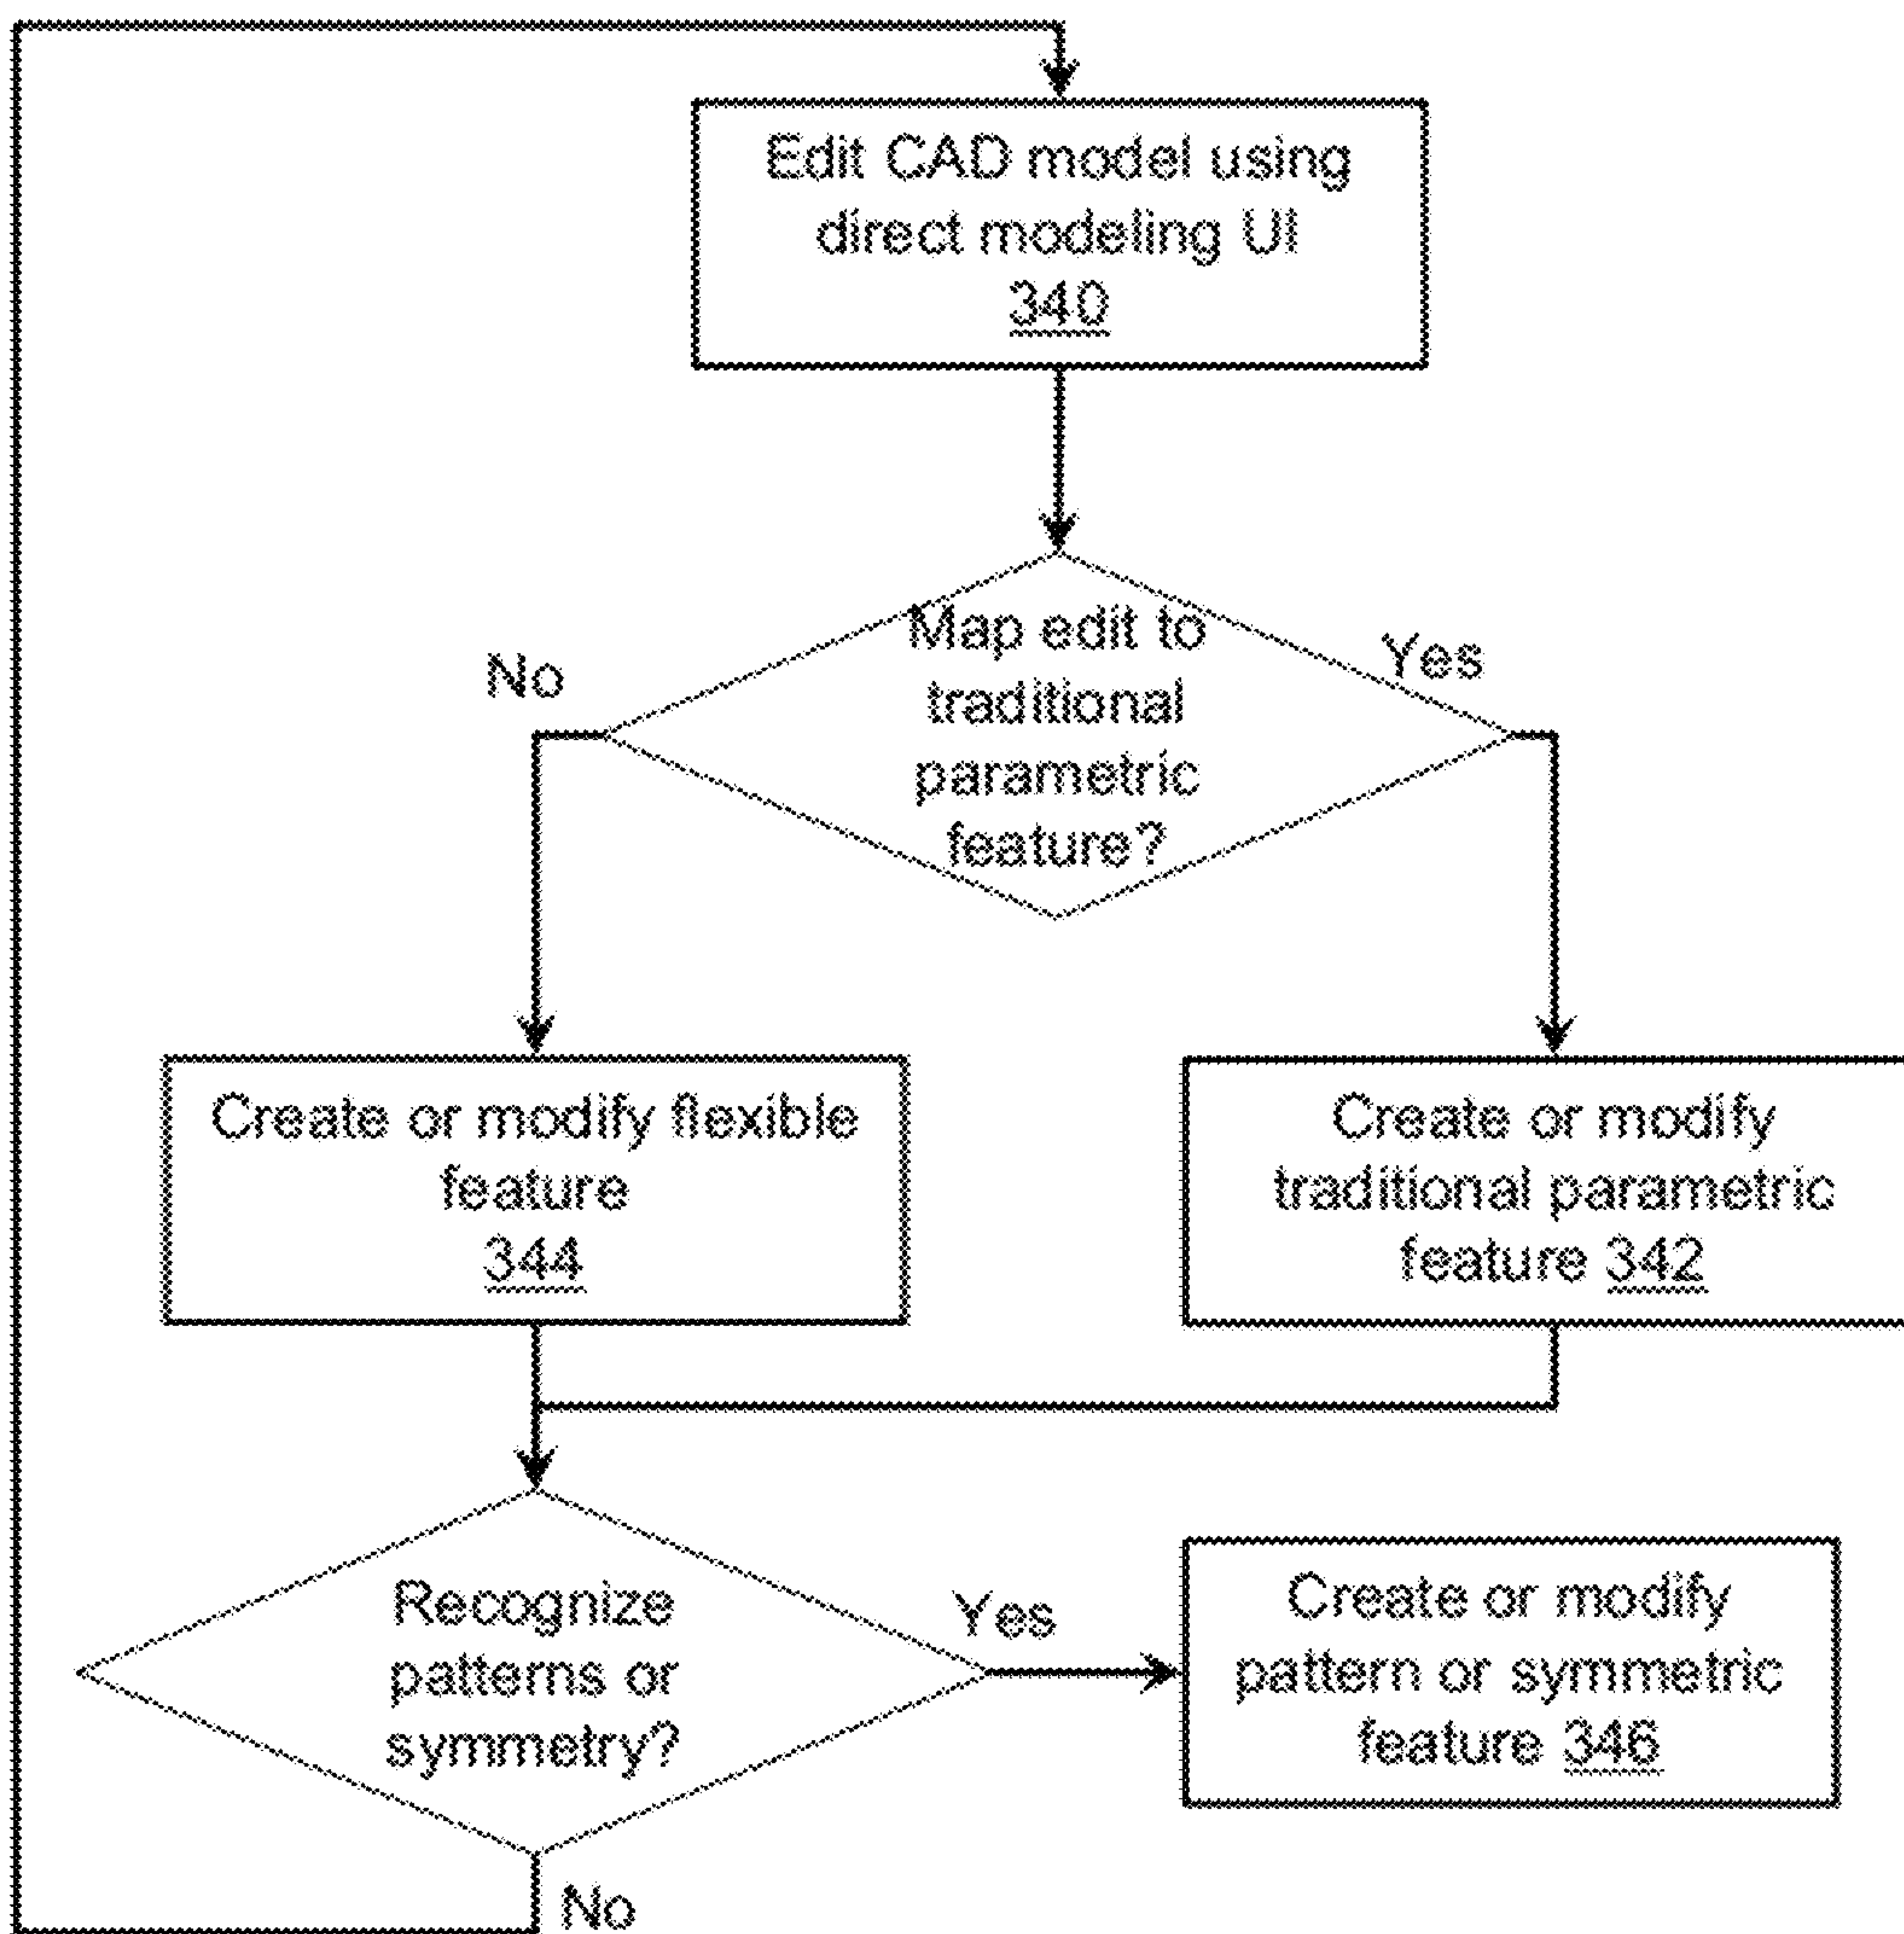 Edit CAD model using
direct modeling UI
340
Map edit to
traditional
parametric
feature?
No
Yes
Create or modify flexible
feature
344
Create or modify
traditional parametric
feature 342
Recognize
patterns or
symmetry?
Yes
Create or modify
pattern or symmetric
feature 346
No